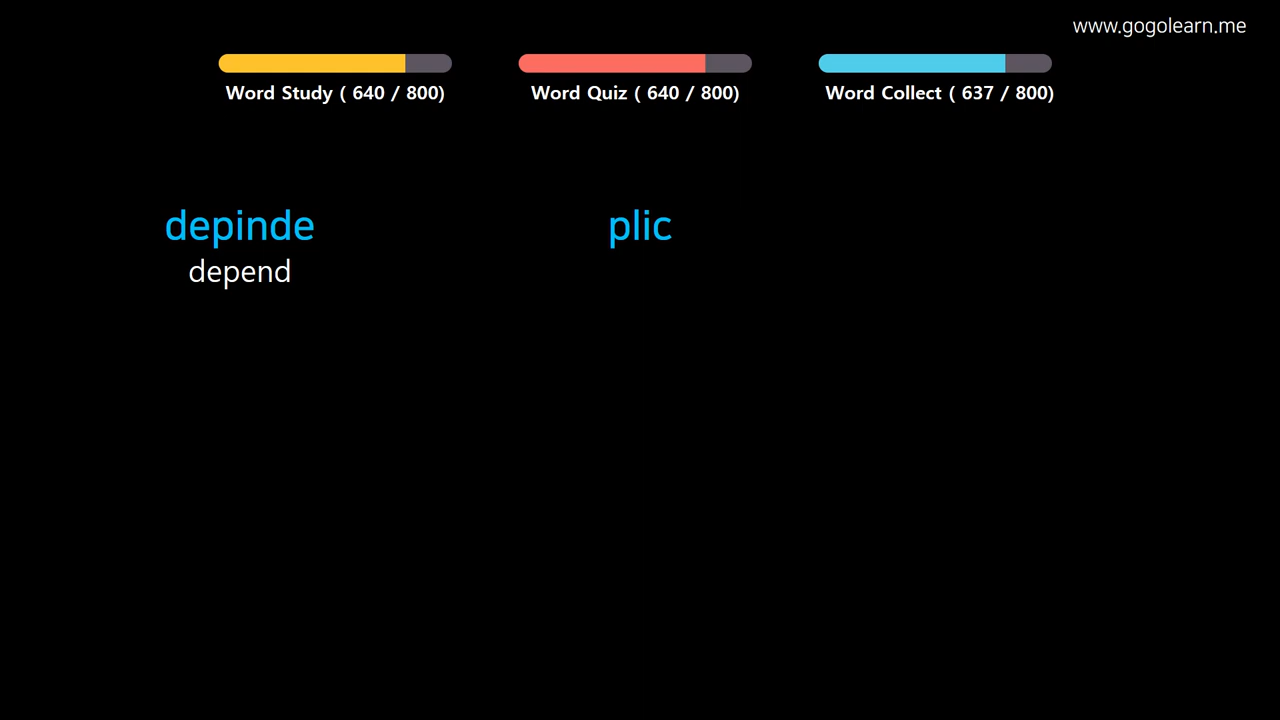 www.gogolearn.me
Word Study ( 640 / 800)
Word Quiz ( 640 / 800)
Word Collect ( 637 / 800)
depinde
plic
depend